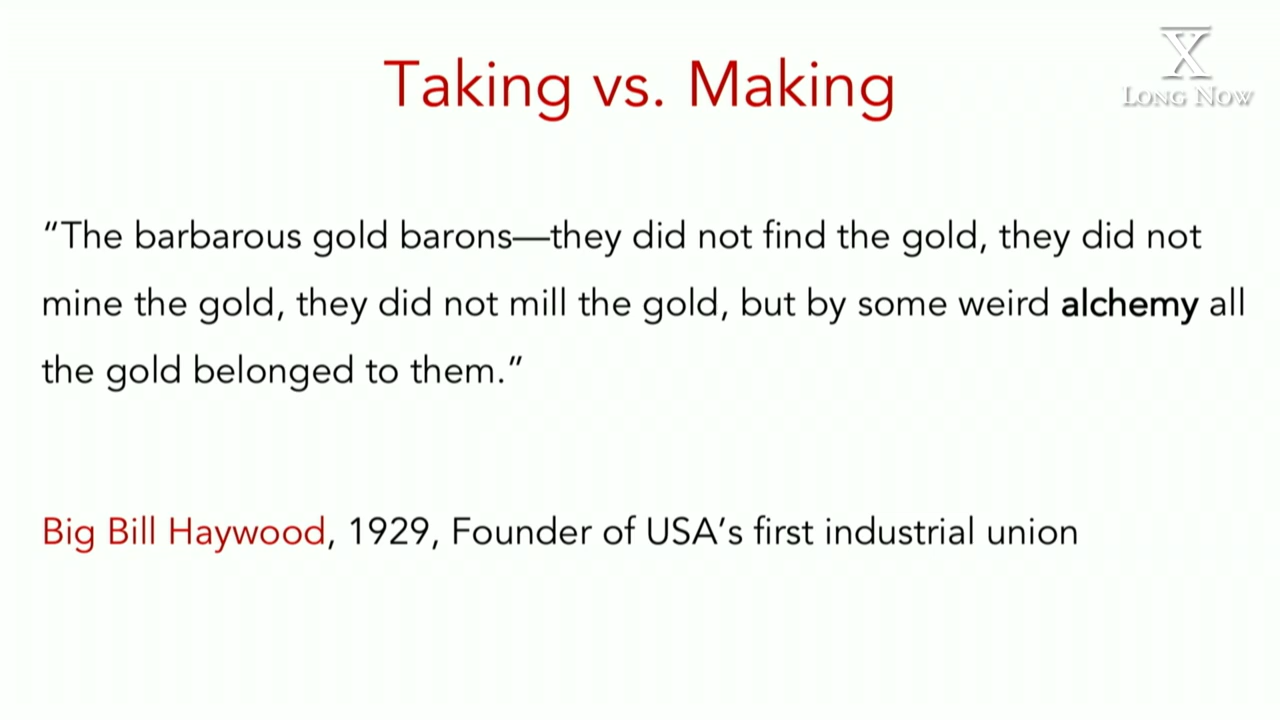 Taking vs. Making
X
LONG NOW
“The barbarous gold barons—they did not find the gold, they did not
mine the gold, they did not mill the gold, but by some weird alchemy all
the gold belonged to them.”
Big Bill Haywood, 1929, Founder of USA’s first industrial union